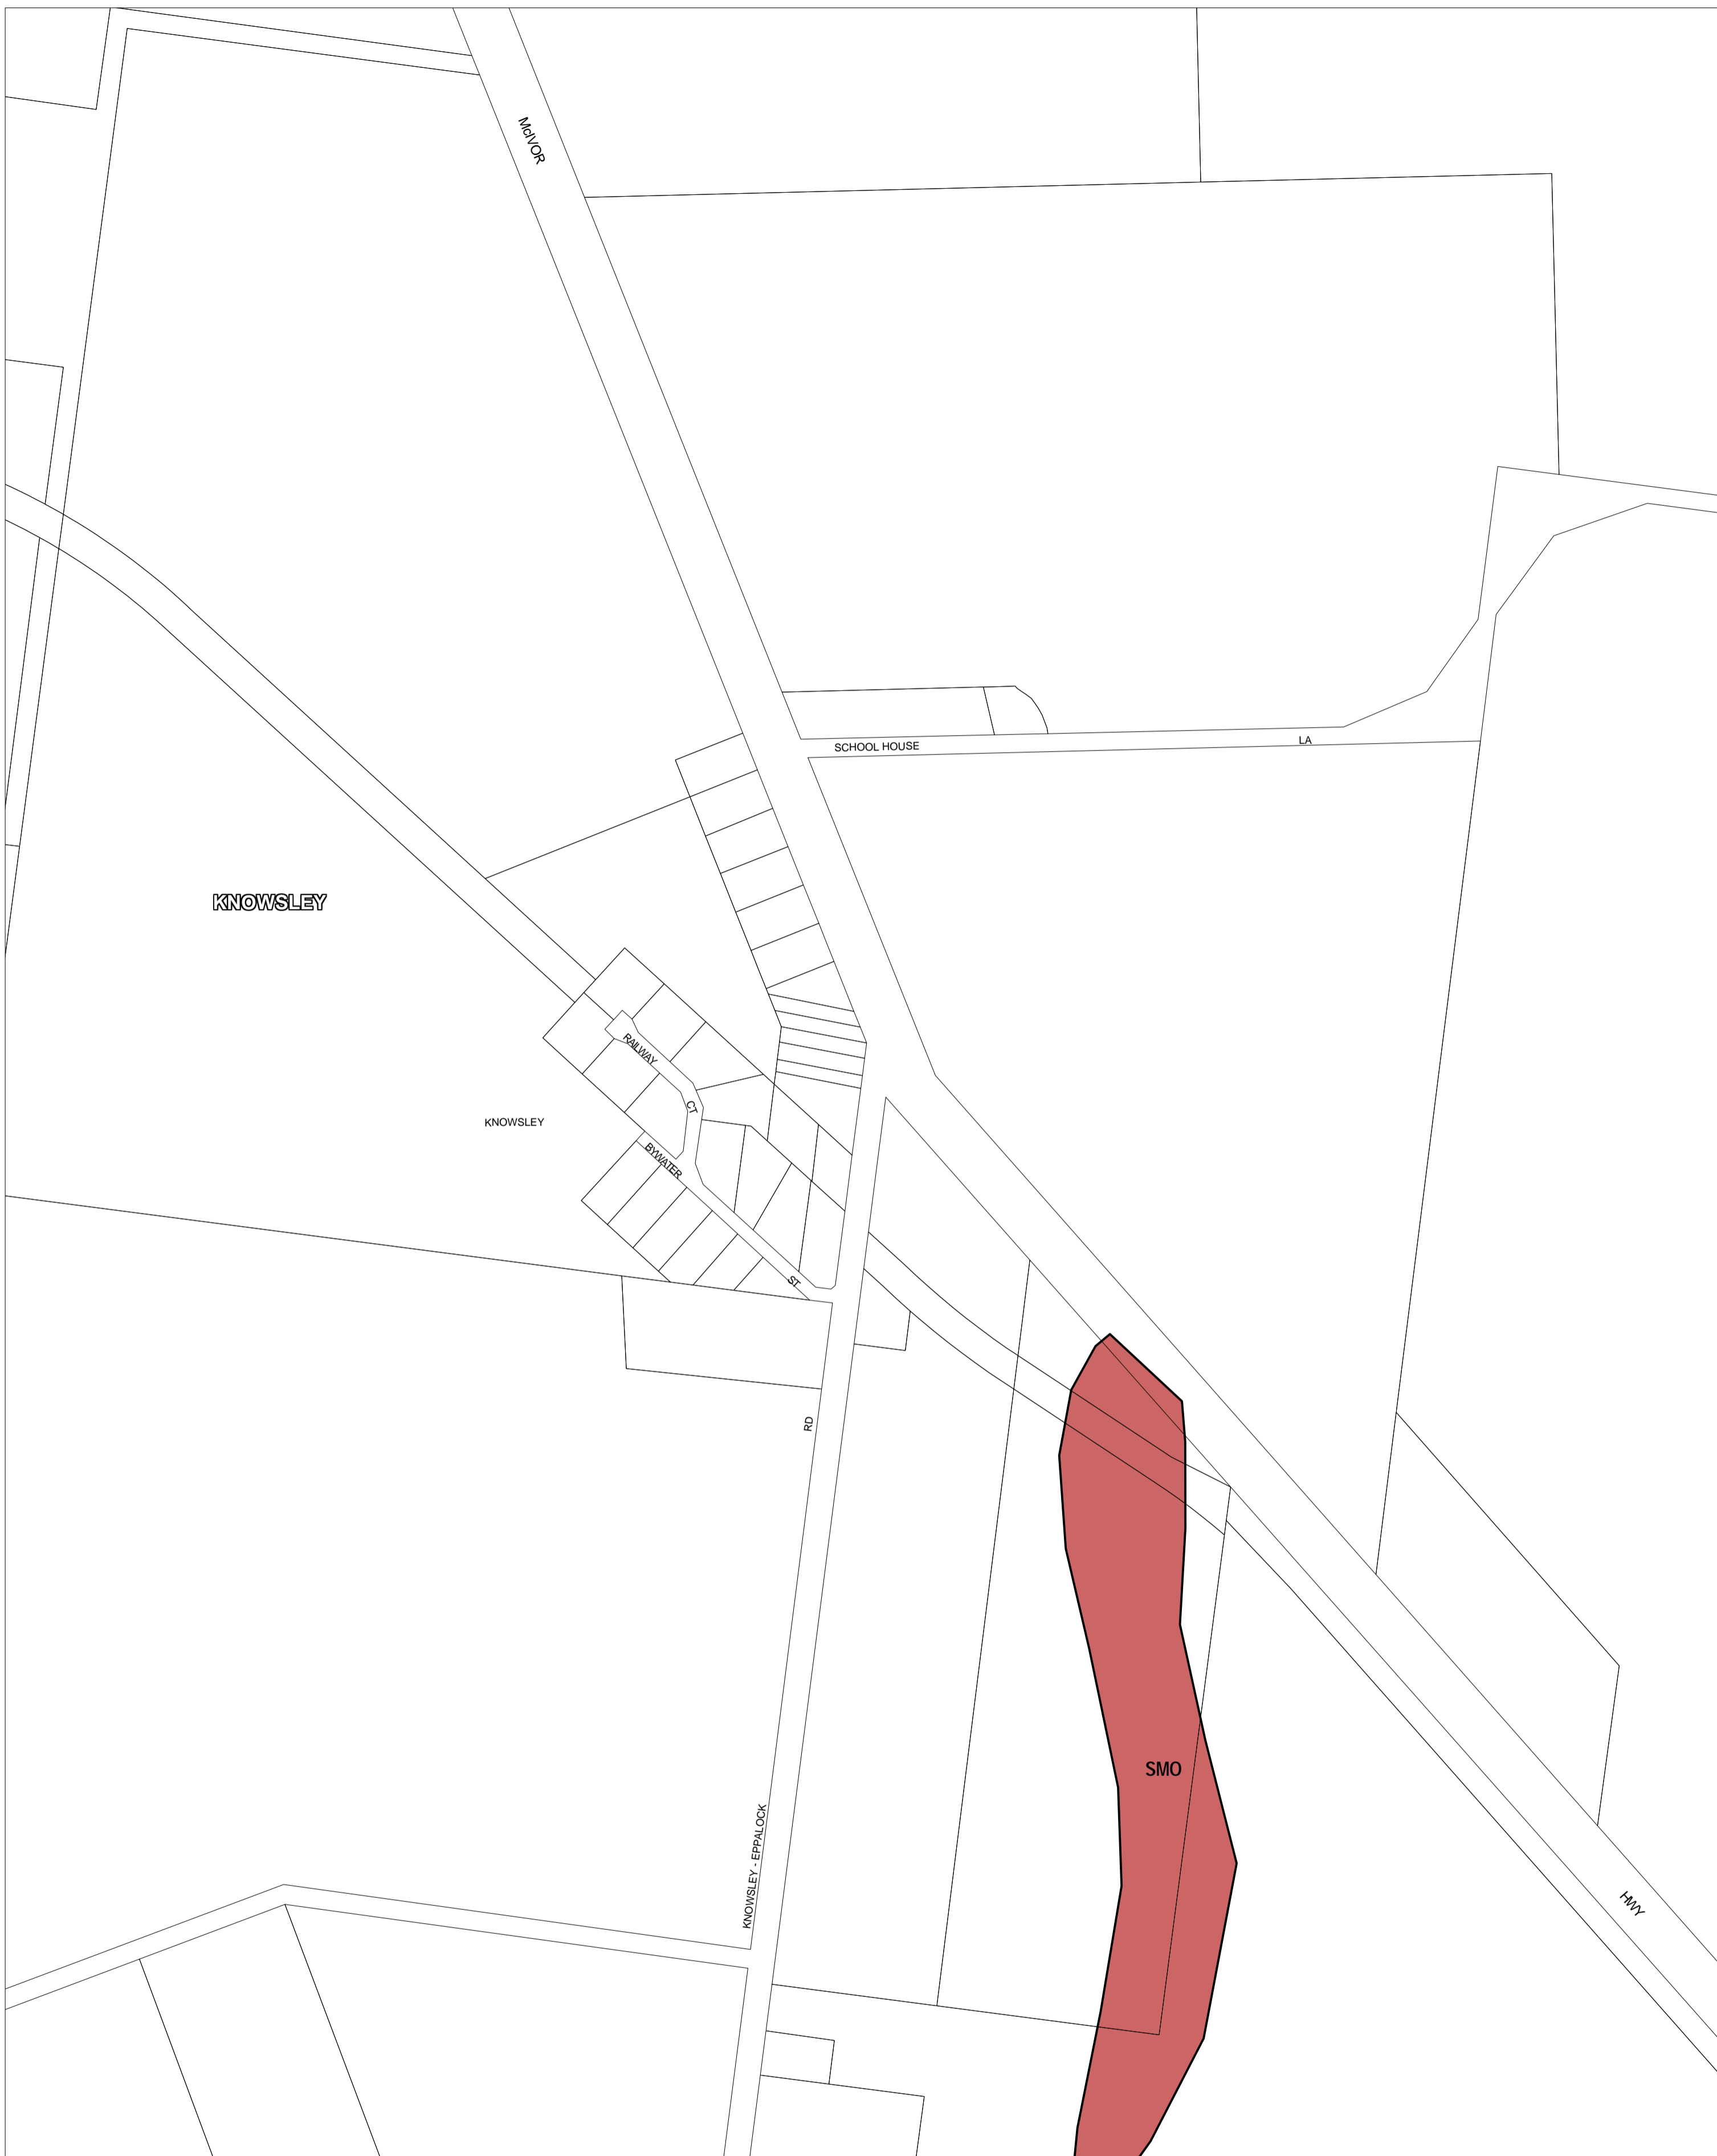 McIVOR
SCHOOL HOUSE
LA
KNOWSLEY
RAILWAY
CT
KNOWSLEY
BYWATER
ST
RD
SMO
KNOWSLEY - EPPALOCK
HWY